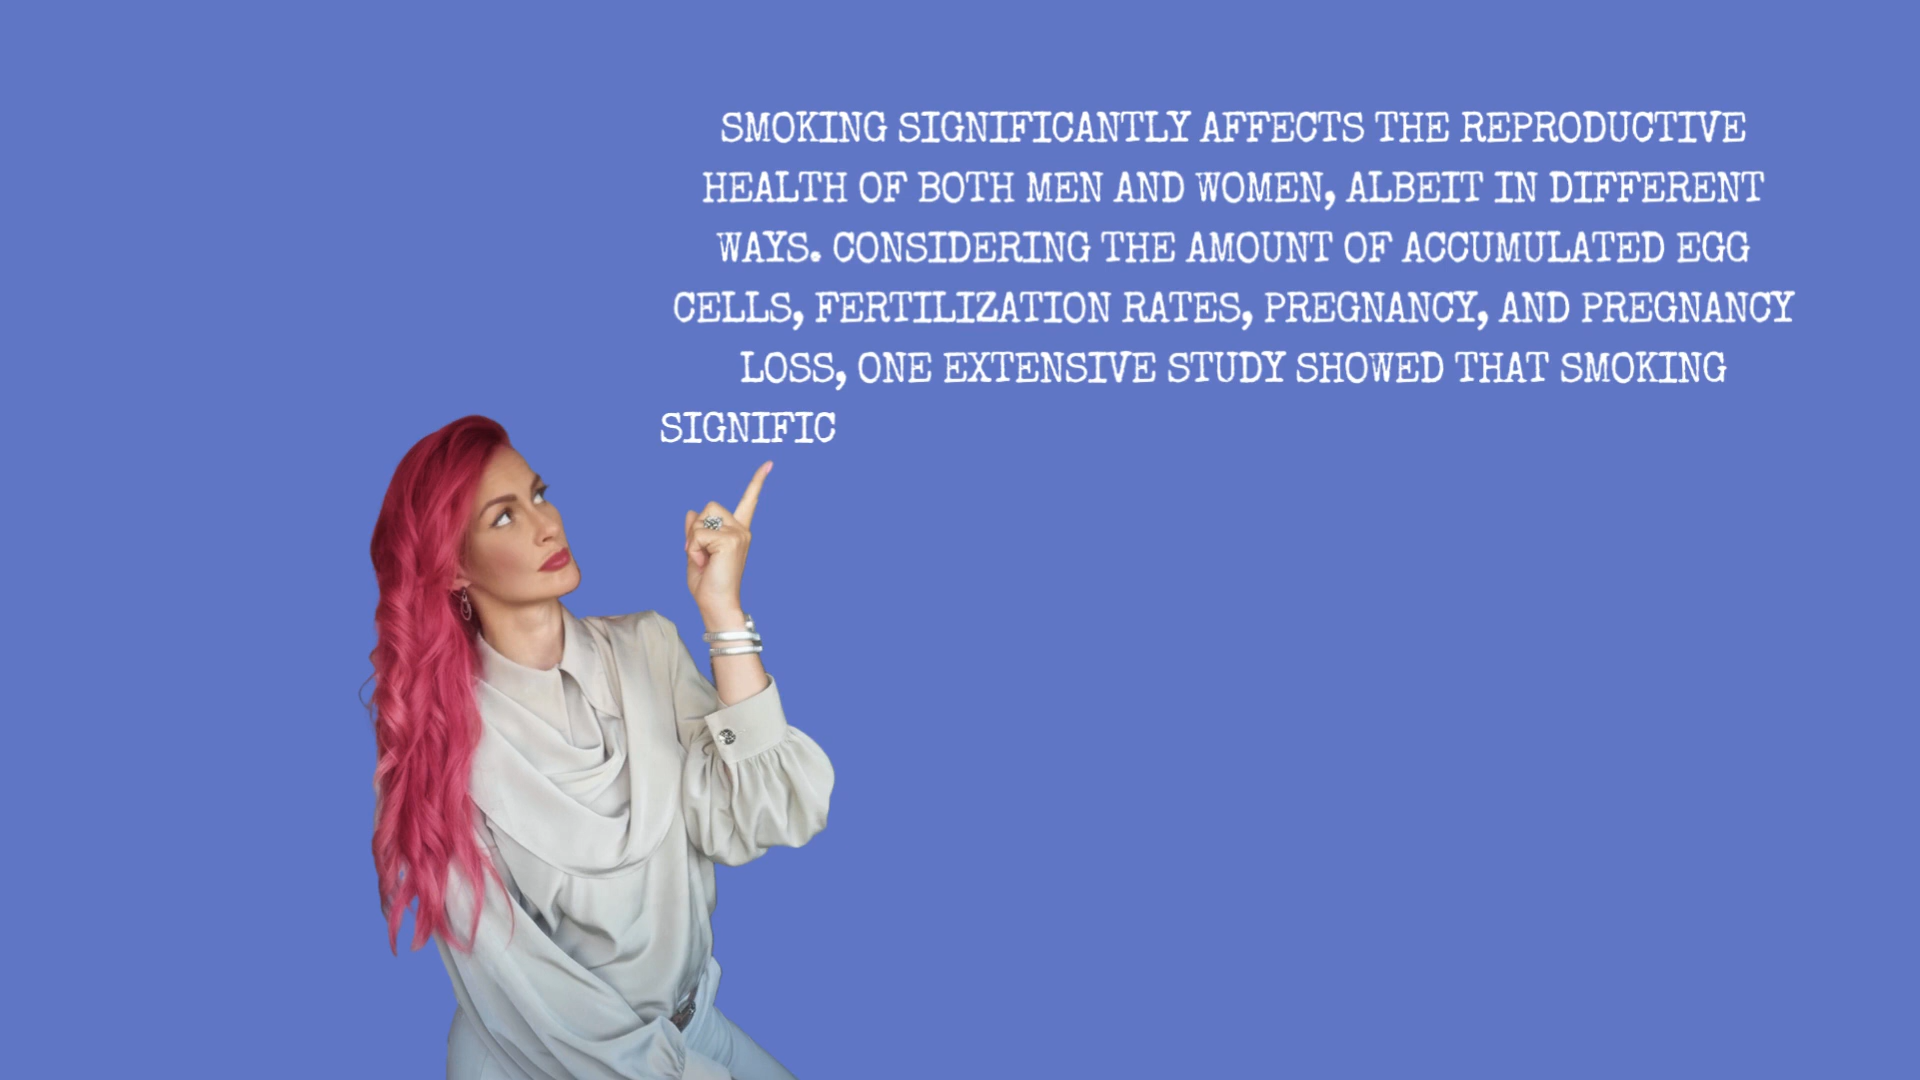 SMOKING SIGNIFICANTLY AFFECTS THE REPRODUCTIVE
HEALTH OF BOTH MEN AND WOMEN, ALBEIT IN DIFFERENT
WAYS. CONSIDERING THE AMOUNT OF ACCUMULATED EGG
CELLS, FERTILIZATION RATES, PREGNANCY, AND PREGNANCY
LOSS, ONE EXTENSIVE STUDY SHOWED THAT SMOKING
SIGNIFIC